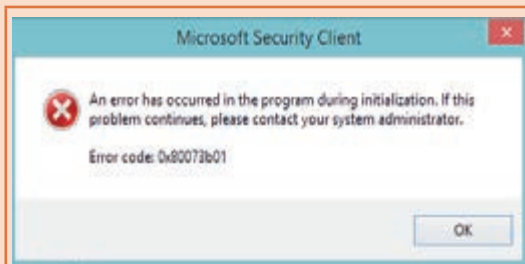 Microsoft Security Client
An error has occurred in the program during initialization. If this
problem continues, please contact your system administrator.
Error code: 0x80073b01
OK